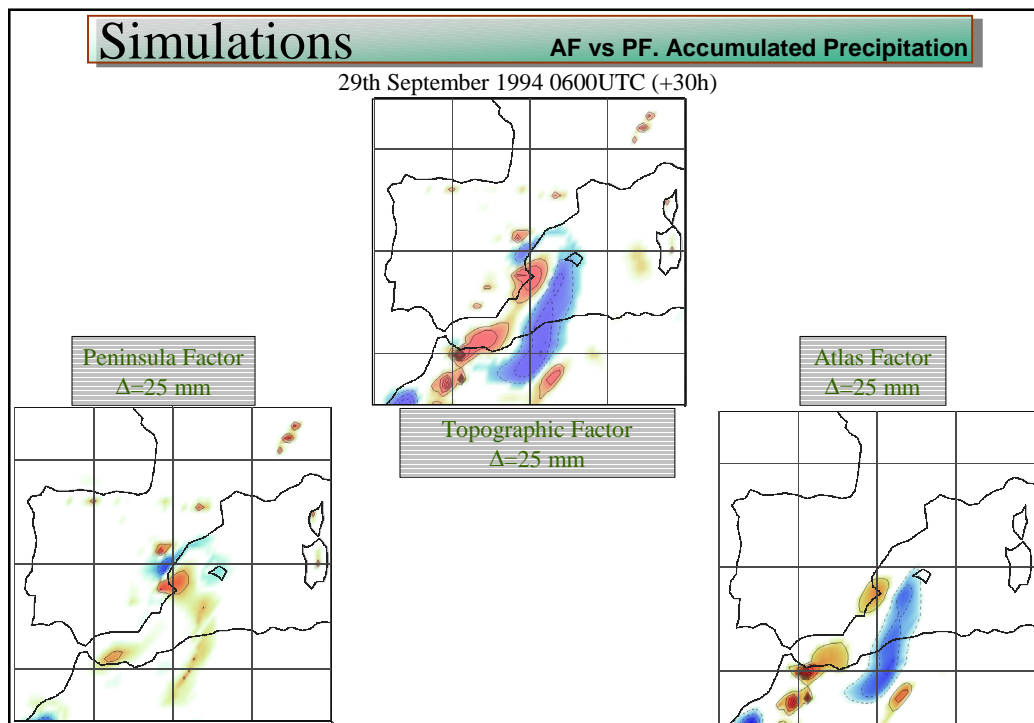 Simulations
AF vs PF. Accumulated Precipitation
29th September 1994 0600UTC (+30h)
Peninsula Factor
Δ=25 mm
Topographic Factor
Δ=25 mm
Atlas Factor
Δ=25 mm